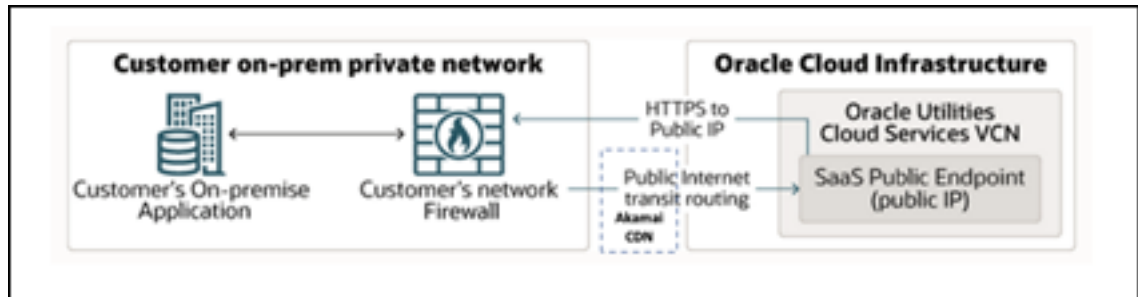 Customer on-prem private network
Oracle Cloud Infrastructure
HTTPS to
Public IP
Oracle Utilities
Cloud Services VCN
Customer's On-premise
Application
Customer's network
Firewall
Public Internet
transit routing
Akamai
CDN
SaaS Public Endpoint
(public IP)